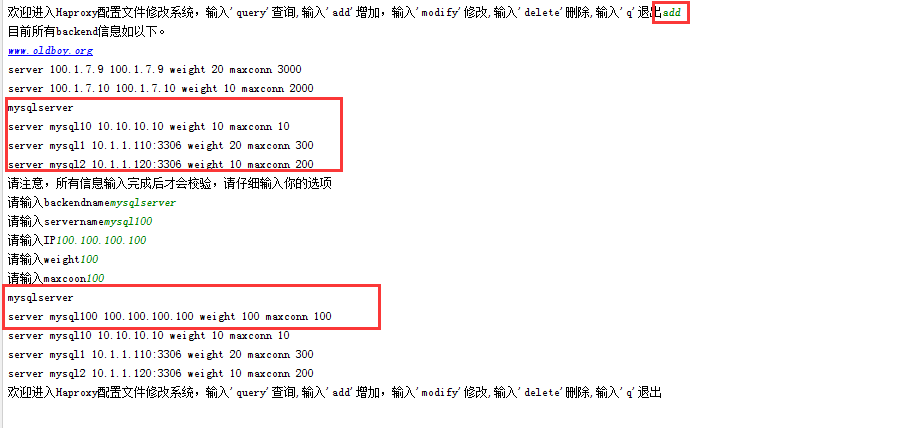 欢迎进入Haproxy配置文件修改系统，输入'query'查询,输入'add'增加，输入'modify'修改,输入'delete'删除,输入'q'退出add
目前所有backend信息如以下。
www.oldboy.org
server 100.1.7.9 100.1.7.9 weight 20 maxconn 3000
server 100.1.7.10 100.1.7.10 weight 10 maxconn 2000
mysqlserver
server mysql10 10.10.10.10 weight 10 maxconn 10
server mysql1 10.1.1.110:3306 weight 20 maxconn 300
server mysql2 10.1.1.120:3306 weight 10 maxconn 200
请注意，所有信息输入完成后才会校验，请仔细输入你的选项
请输入backendnamemysqlserver
请输入servernamemysql100
请输入IP100.100.100.100
请输入weight100
请输入maxcoon100
mysqlserver
server mysql100 100.100.100.100 weight 100 maxconn 100
server mysql10 10.10.10.10 weight 10 maxconn 10
server mysql1 10.1.1.110:3306 weight 20 maxconn 300
server mysql2 10.1.1.120:3306 weight 10 maxconn 200
欢迎进入Haproxy配置文件修改系统，输入'query'查询,输入'add'增加，输入'modify'修改,输入'delete'删除,输入'q'退出